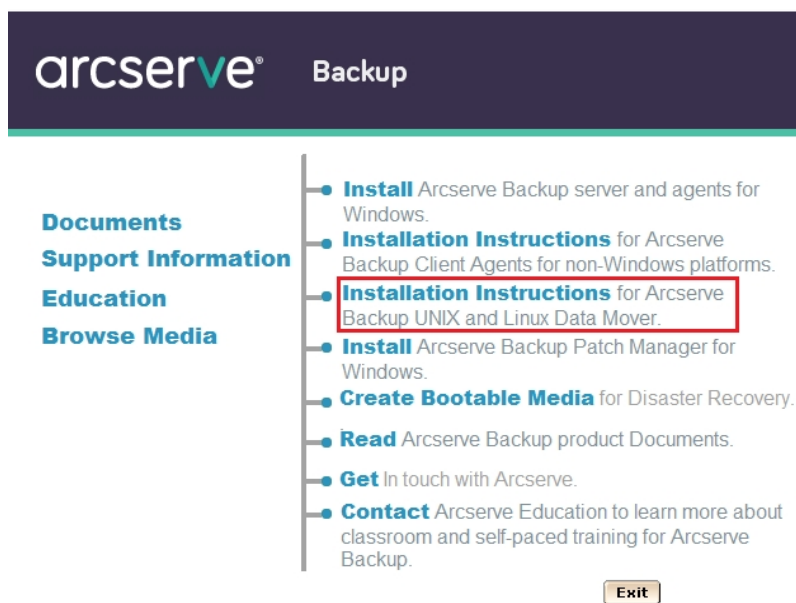 arcserve® Backup
Documents
Support Information
Education
Browse Media
Install Arcserve Backup server and agents for
Windows.
Installation Instructions for Arcserve
Backup Client Agents for non-Windows platforms.
Installation Instructions for Arcserve
Backup UNIX and Linux Data Mover.
Install Arcserve Backup Patch Manager for
Windows.
Create Bootable Media for Disaster Recovery.
Read Arcserve Backup product Documents.
Get In touch with Arcserve.
Contact Arcserve Education to learn more about
classroom and self-paced training for Arcserve
Backup.
Exit